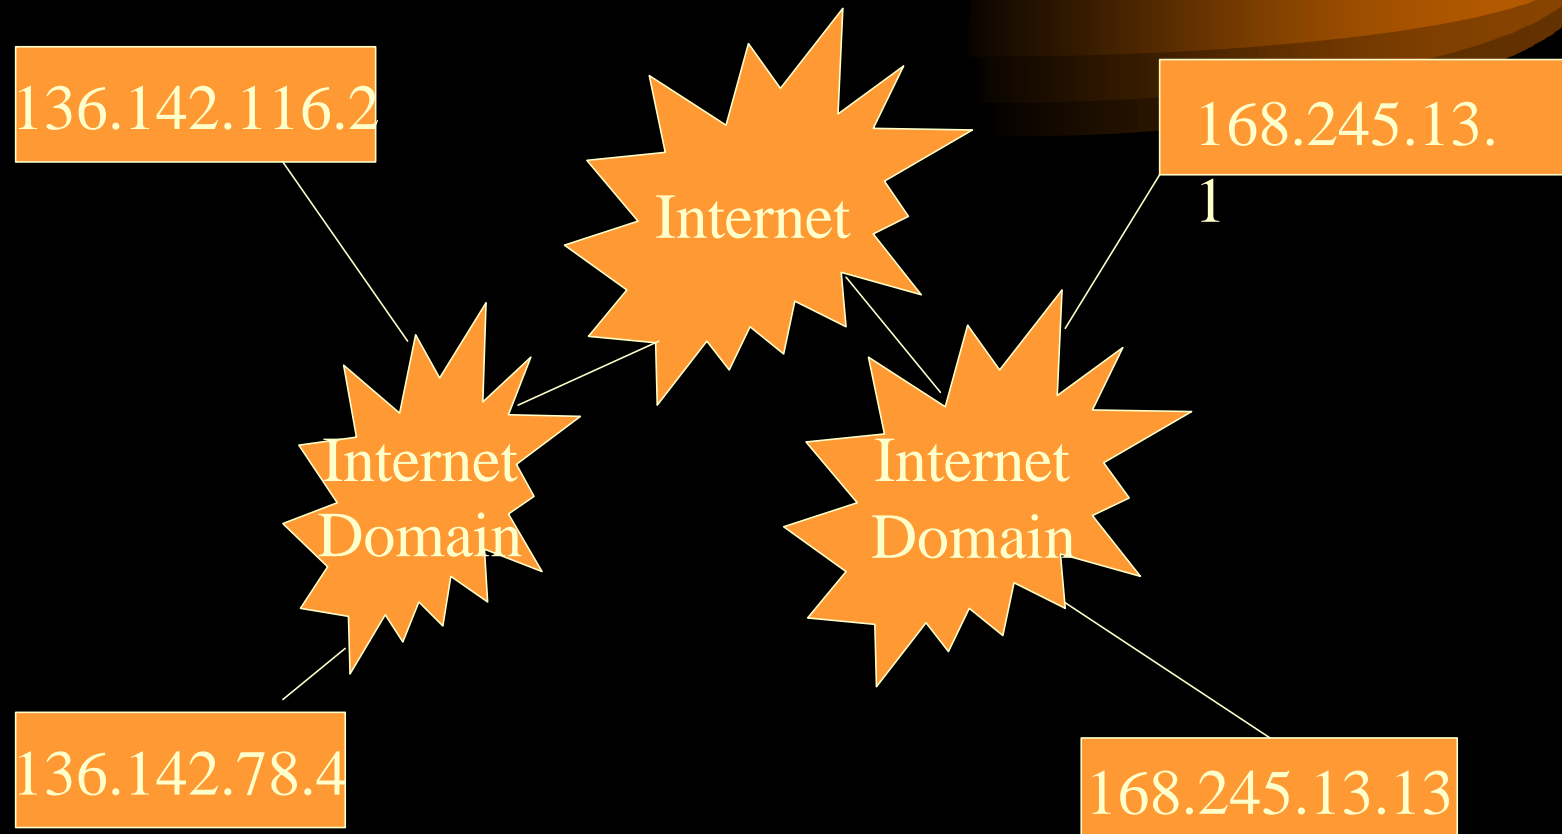 136.142.116.2
Internet
168.245.13.
1
Internet
Domain
Internet
Domain
136.142.78.4
168.245.13.13